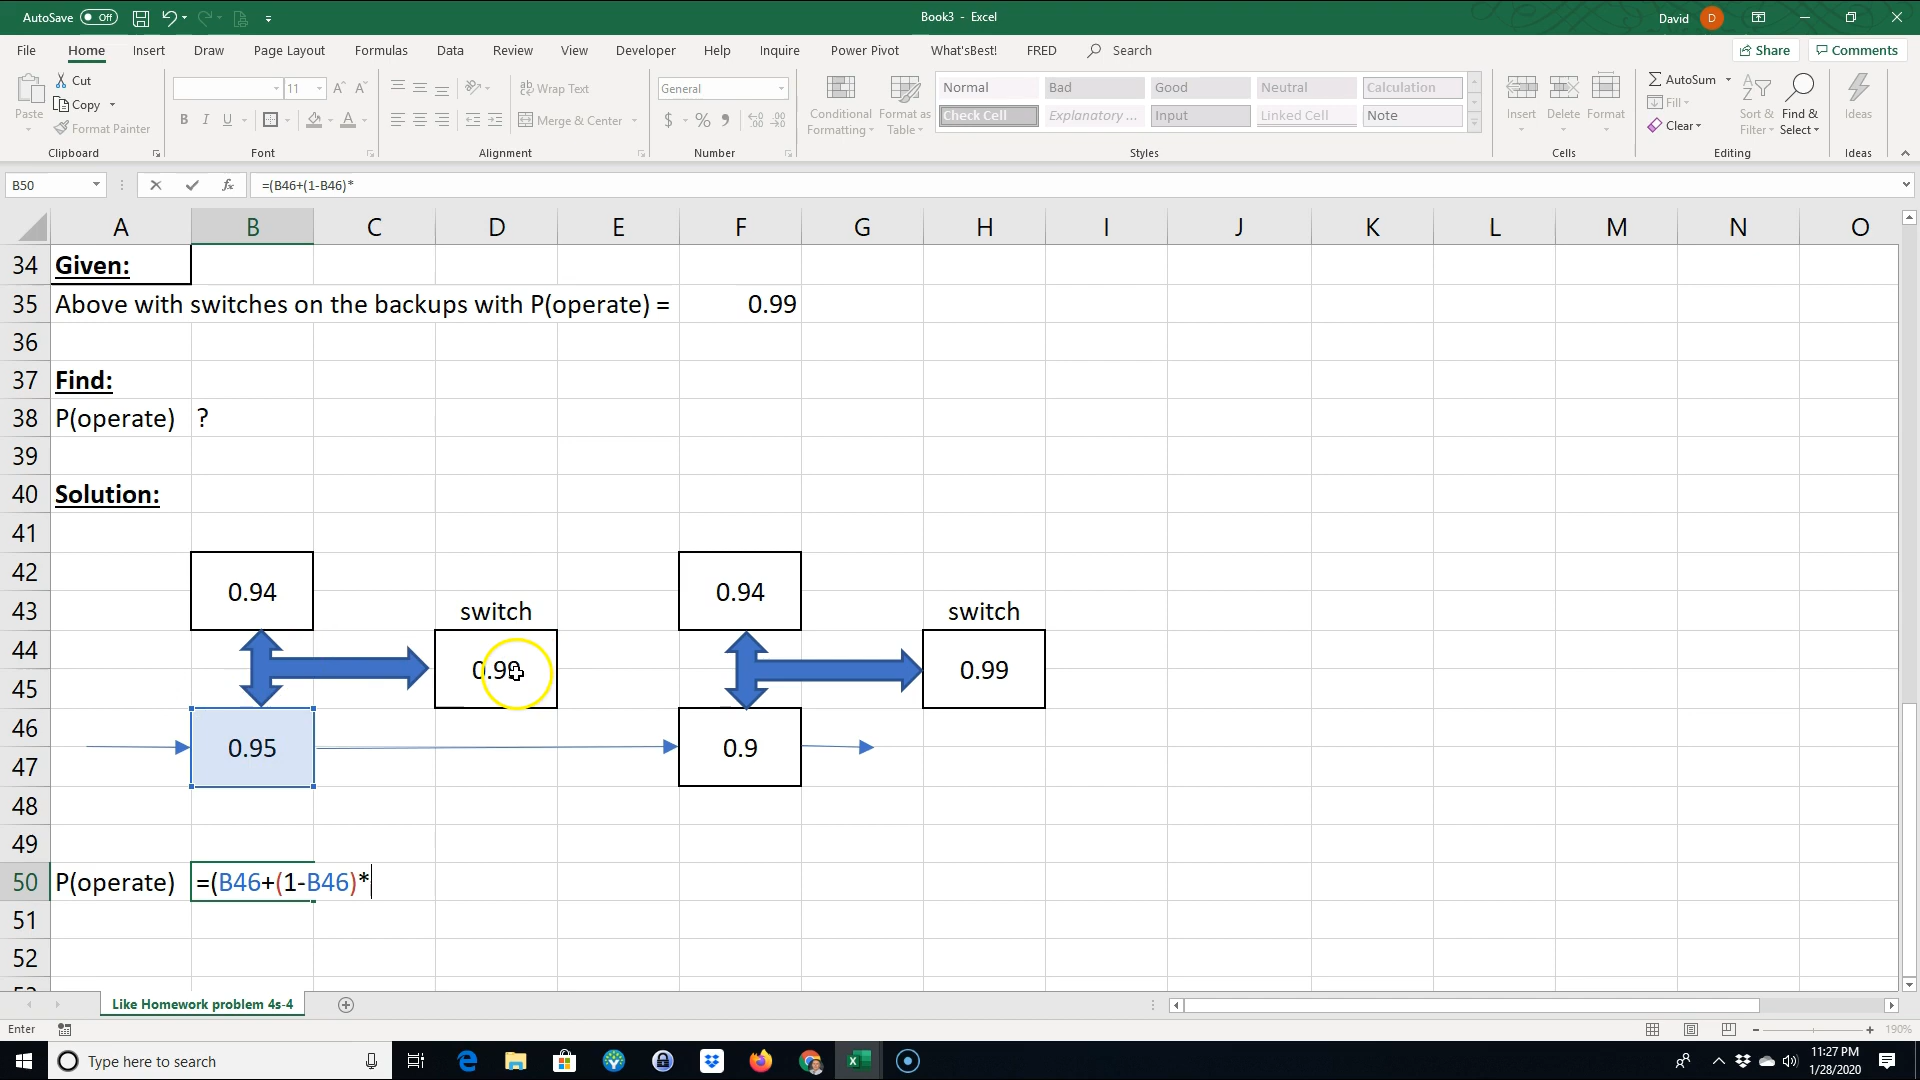 AutoSave Off
Book3 - Excel
David D
File Home Insert Draw Page Layout Formulas Data Review View Developer Help Inquire Power Pivot What'sBest! FRED Search Share Comments
Paste Cut Copy Format Painter
11
Wrap Text
Merge & Center
General
$ % 9
Conditional Formatting
Format as Table
Normal Bad Good Neutral Calculation
Check Cell Explanatory ... Input Linked Cell Note
Insert Delete Format
AutoSum Fill Clear
Sort & Filter
Find & Select
Ideas
Clipboard Font Alignment Number Styles Cells Editing Ideas
B50 fx =(B46+(1-B46)*
A B C D E F G H I J K L M N O
34 Given:
35 Above with switches on the backups with P(operate) = 0.99
36
37 Find:
38 P(operate) ?
39
40 Solution:
41
42
0.94 0.94
43 switch switch
44
0.99 0.99
45
46
0.95 0.9
47
48
49
50 P(operate) =(B46+(1-B46)*
51
52
Like Homework problem 4s-4
Enter 190%
Type here to search
11:27 PM
1/28/2020